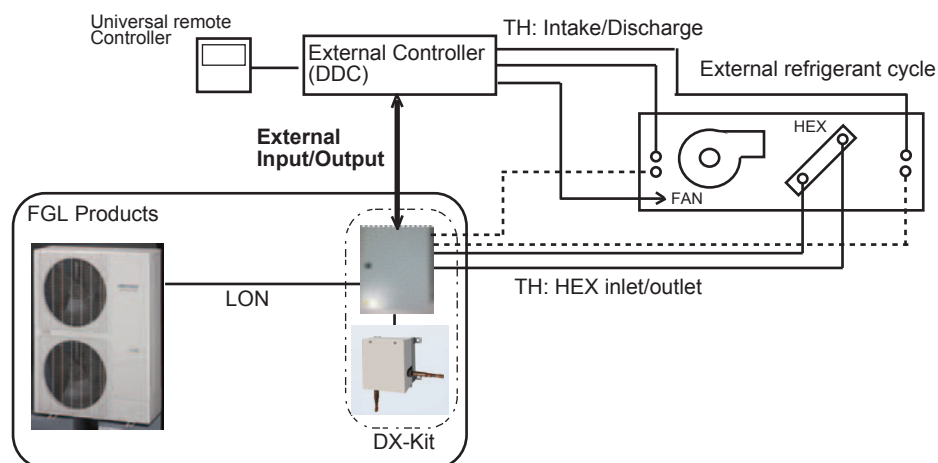 Universal remote
Controller
External Controller
(DDC)
TH: Intake/Discharge
External refrigerant cycle
External
Input/Output
HEX
FAN
FGL Products
LON
TH: HEX inlet/outlet
DX-Kit